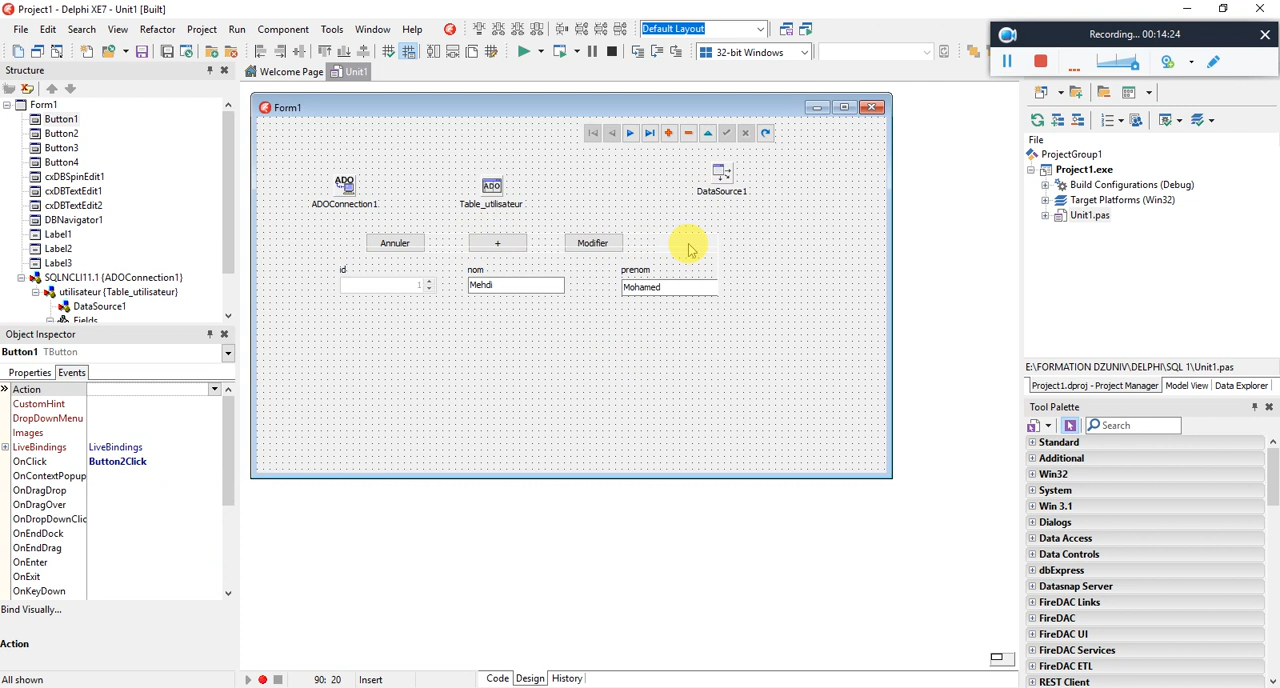 Project1 - Delphi XE7 - Unit1 [Built]
File Edit Search View Refactor Project Run Component Tools Window Help
Default Layout
32-bit Windows
Recording... 00:14:24
Structure
Welcome Page
Unit1
Form1
Button1
Button2
Button3
Button4
cxDBSpinEdit1
cxDBTextEdit1
cxDBTextEdit2
DBNavigator1
Label1
Label2
Label3
SQLNCLI11.1 {ADOConnection1}
utilisateur {Table_utilisateur}
DataSource1
Fields
Form1
ADO
ADOConnection1
ADO
Table_utilisateur
DataSource1
Annuler
+
Modifier
id
nom
prenom
1
Mehdi
Mohamed
Object Inspector
Button1 TButton
Properties
Events
Action
CustomHint
DropDownMenu
Images
LiveBindings LiveBindings
OnClick Button2Click
OnContextPopup
OnDragDrop
OnDragOver
OnDropDownClic
OnEndDock
OnEndDrag
OnEnter
OnExit
OnKeyDown
Bind Visually...
Action
All shown
90: 20
Insert
Code
Design
History
File
ProjectGroup1
Project1.exe
Build Configurations (Debug)
Target Platforms (Win32)
Unit1.pas
E:\FORMATION DZUNIV\DELPHI\SQL 1\Unit1.pas
Project1.dproj - Project Manager
Model View
Data Explorer
Tool Palette
Search
Standard
Additional
Win32
System
Win 3.1
Dialogs
Data Access
Data Controls
dbExpress
Datasnap Server
FireDAC Links
FireDAC
FireDAC UI
FireDAC Services
FireDAC ETL
REST Client